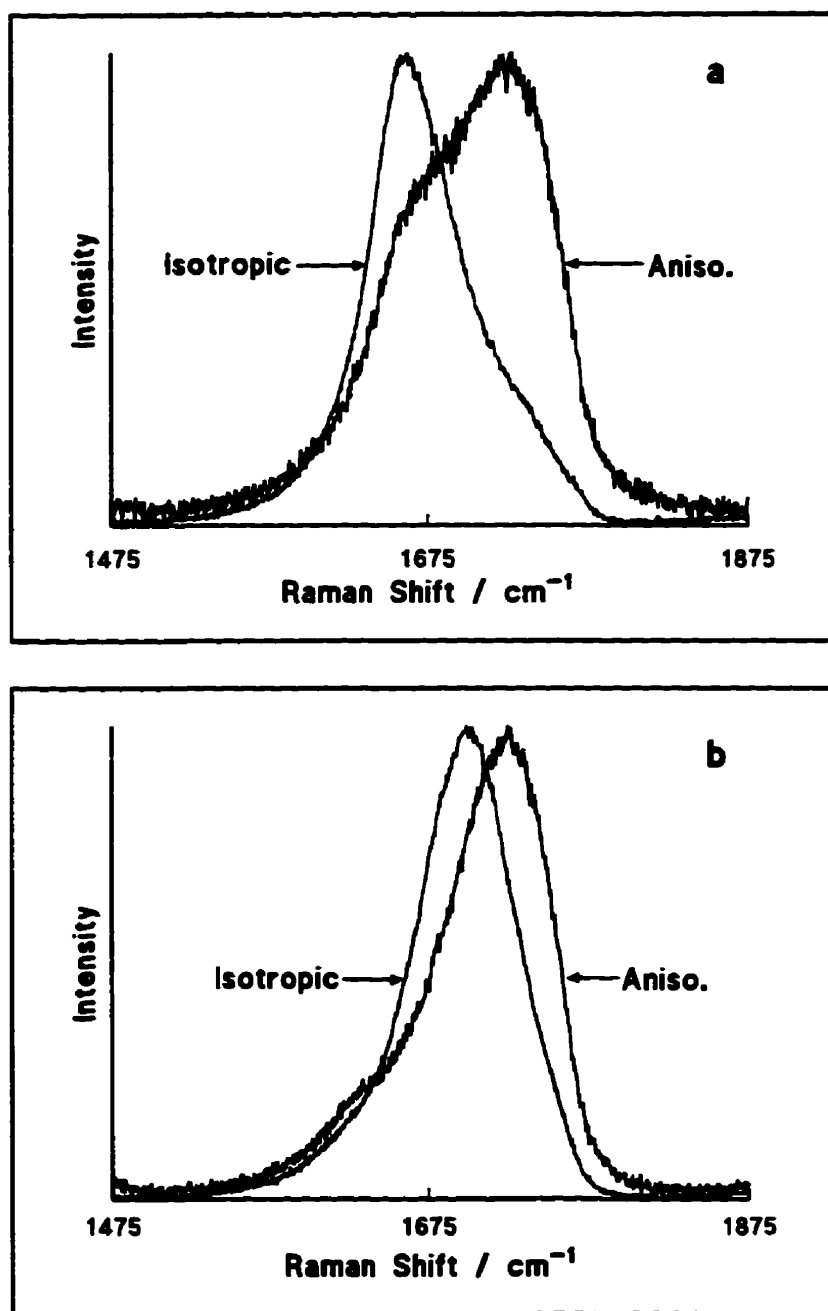 a
Isotropic
Aniso.
Intensity
1475
1675
1875
Raman Shift / cm⁻¹
b
Isotropic
Aniso.
Intensity
1475
1675
1875
Raman Shift / cm⁻¹